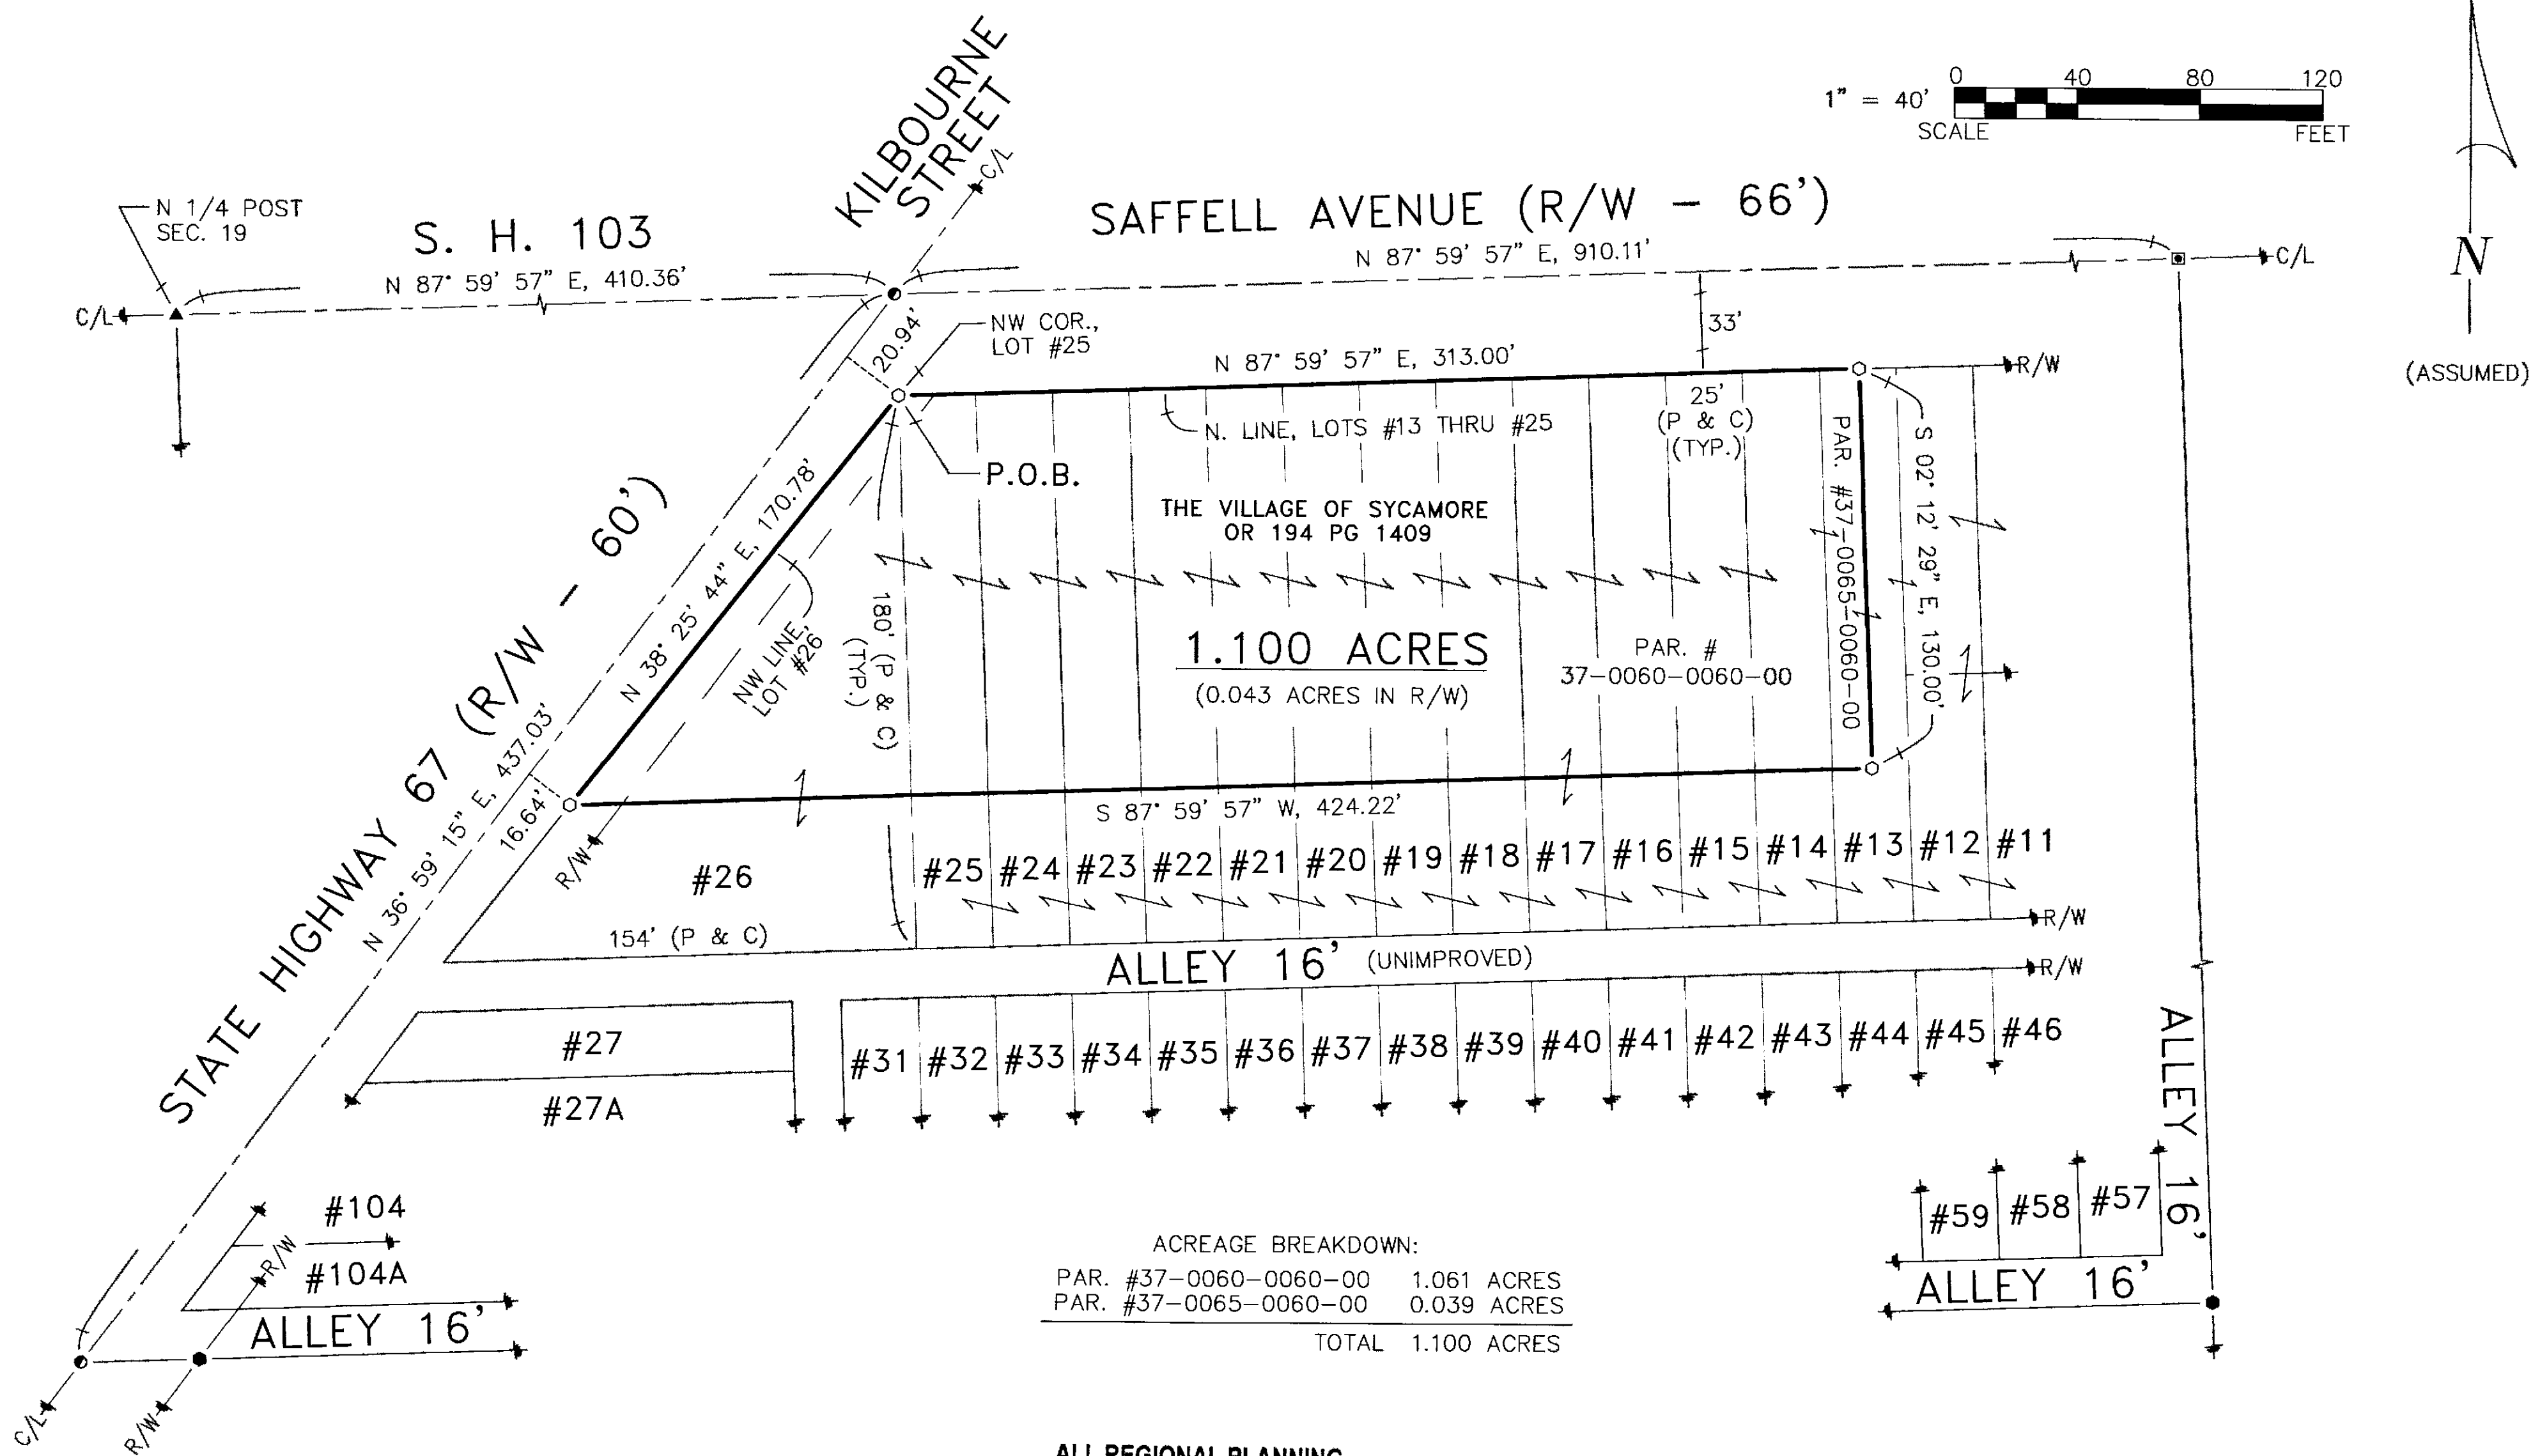 KILBOURNE
STREET
C/L
0 40 80 120
1" = 40'
SCALE FEET
N
(ASSUMED)
N 1/4 POST
SEC. 19
S. H. 103
N 87° 59' 57" E, 410.36'
C/L
SAFFELL AVENUE (R/W - 66')
N 87° 59' 57" E, 910.11'
C/L
20.94'
NW COR.,
LOT #25
33'
N 87° 59' 57" E, 313.00'
R/W
25'
(P & C)
(TYP.)
N. LINE, LOTS #13 THRU #25
P.O.B.
THE VILLAGE OF SYCAMORE
OR 194 PG 1409
1.100 ACRES
(0.043 ACRES IN R/W)
PAR. #
37-0060-0060-00
PAR. #37-0065-0060-00
S 02° 12' 29" E, 130.00'
180' (P & C)
(TYP.)
N 38° 25' 44" E, 170.78'
NW LINE,
LOT #26
STATE HIGHWAY 67 (R/W - 60')
N 36° 59' 15" E, 437.03'
16.64'
R/W
S 87° 59' 57" W, 424.22'
#26
#25 #24 #23 #22 #21 #20 #19 #18 #17 #16 #15 #14 #13 #12 #11
154' (P & C)
R/W
ALLEY 16' (UNIMPROVED)
R/W
#27
#27A
#31 #32 #33 #34 #35 #36 #37 #38 #39 #40 #41 #42 #43 #44 #45 #46
ALLEY 16'
#59 #58 #57
ALLEY 16'
#104
R/W
#104A
ALLEY 16'
C/L
R/W
ACREAGE BREAKDOWN:
PAR. #37-0060-0060-00 1.061 ACRES
PAR. #37-0065-0060-00 0.039 ACRES
TOTAL 1.100 ACRES
ALL REGIONAL PLANNING